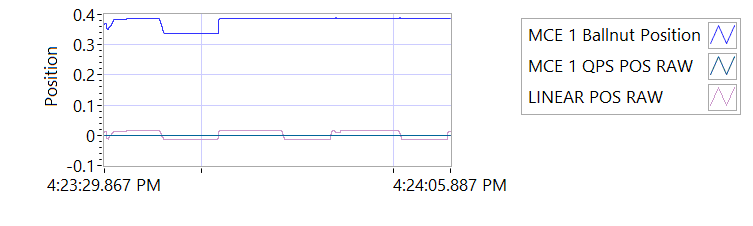 0.4
0.3
0.2
0.1
0
-0.1
Position
4:23:29.867 PM
4:24:05.887 PM
MCE 1 Ballnut Position
MCE 1 QPS POS RAW
LINEAR POS RAW